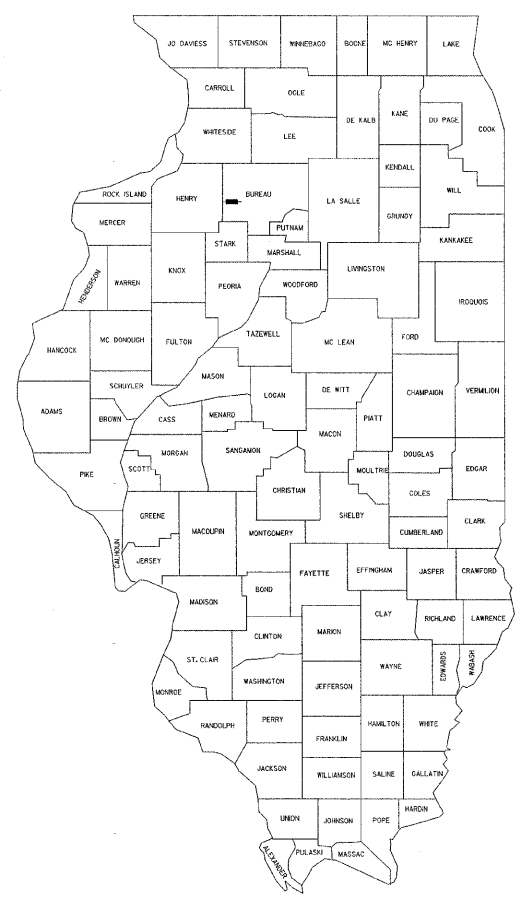 JO DAVIESS
STEVENSON
WINNEBAGO
BOONE
MC HENRY
LAKE
CARROLL
OGLE
DE KALB
KANE
DU PAGE
COOK
WHITESIDE
LEE
KENDALL
WILL
ROCK ISLAND
HENRY
BUREAU
LA SALLE
GRUNDY
MERCER
PUTNAM
STARK
MARSHALL
KANKAKEE
HENDERSON
WARREN
KNOX
PEORIA
WOODFORD
LIVINGSTON
IROQUOIS
HANCOCK
MC DONOUGH
FULTON
TAZEWELL
MC LEAN
FORD
SCHUYLER
MASON
LOGAN
DE WITT
CHAMPAIGN
VERMILION
ADAMS
BROWN
CASS
MENARD
MACON
PIATT
MORGAN
SANGAMON
DOUGLAS
PIKE
SCOTT
CHRISTIAN
MOULTRIE
EDGAR
COLES
GREENE
MACOUPIN
MONTGOMERY
SHELBY
CUMBERLAND
CLARK
CALHOUN
JERSEY
FAYETTE
EFFINGHAM
JASPER
CRAWFORD
MADISON
BOND
CLAY
RICHLAND
LAWRENCE
CLINTON
MARION
ST. CLAIR
WAYNE
EDWARDS
WABASH
MONROE
WASHINGTON
JEFFERSON
RANDOLPH
PERRY
HAMILTON
WHITE
FRANKLIN
JACKSON
WILLIAMSON
SALINE
GALLATIN
UNION
JOHNSON
POPE
HARDIN
ALEXANDER
PULASKI
MASSAC